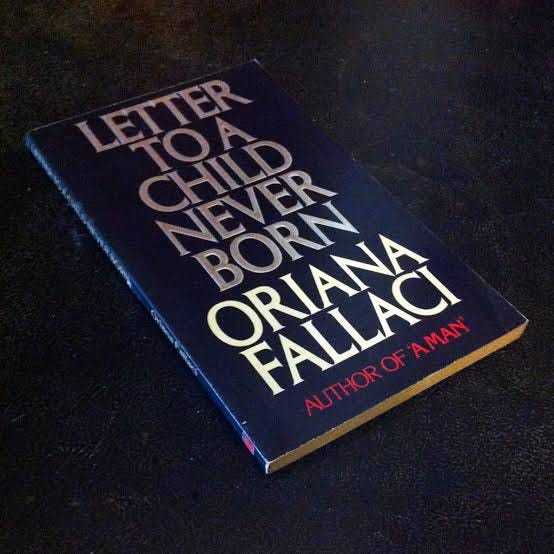 LETTER
TO A
CHILD
NEVER
BORN
ORIANA
FALLACI
AUTHOR OF "A MAN"